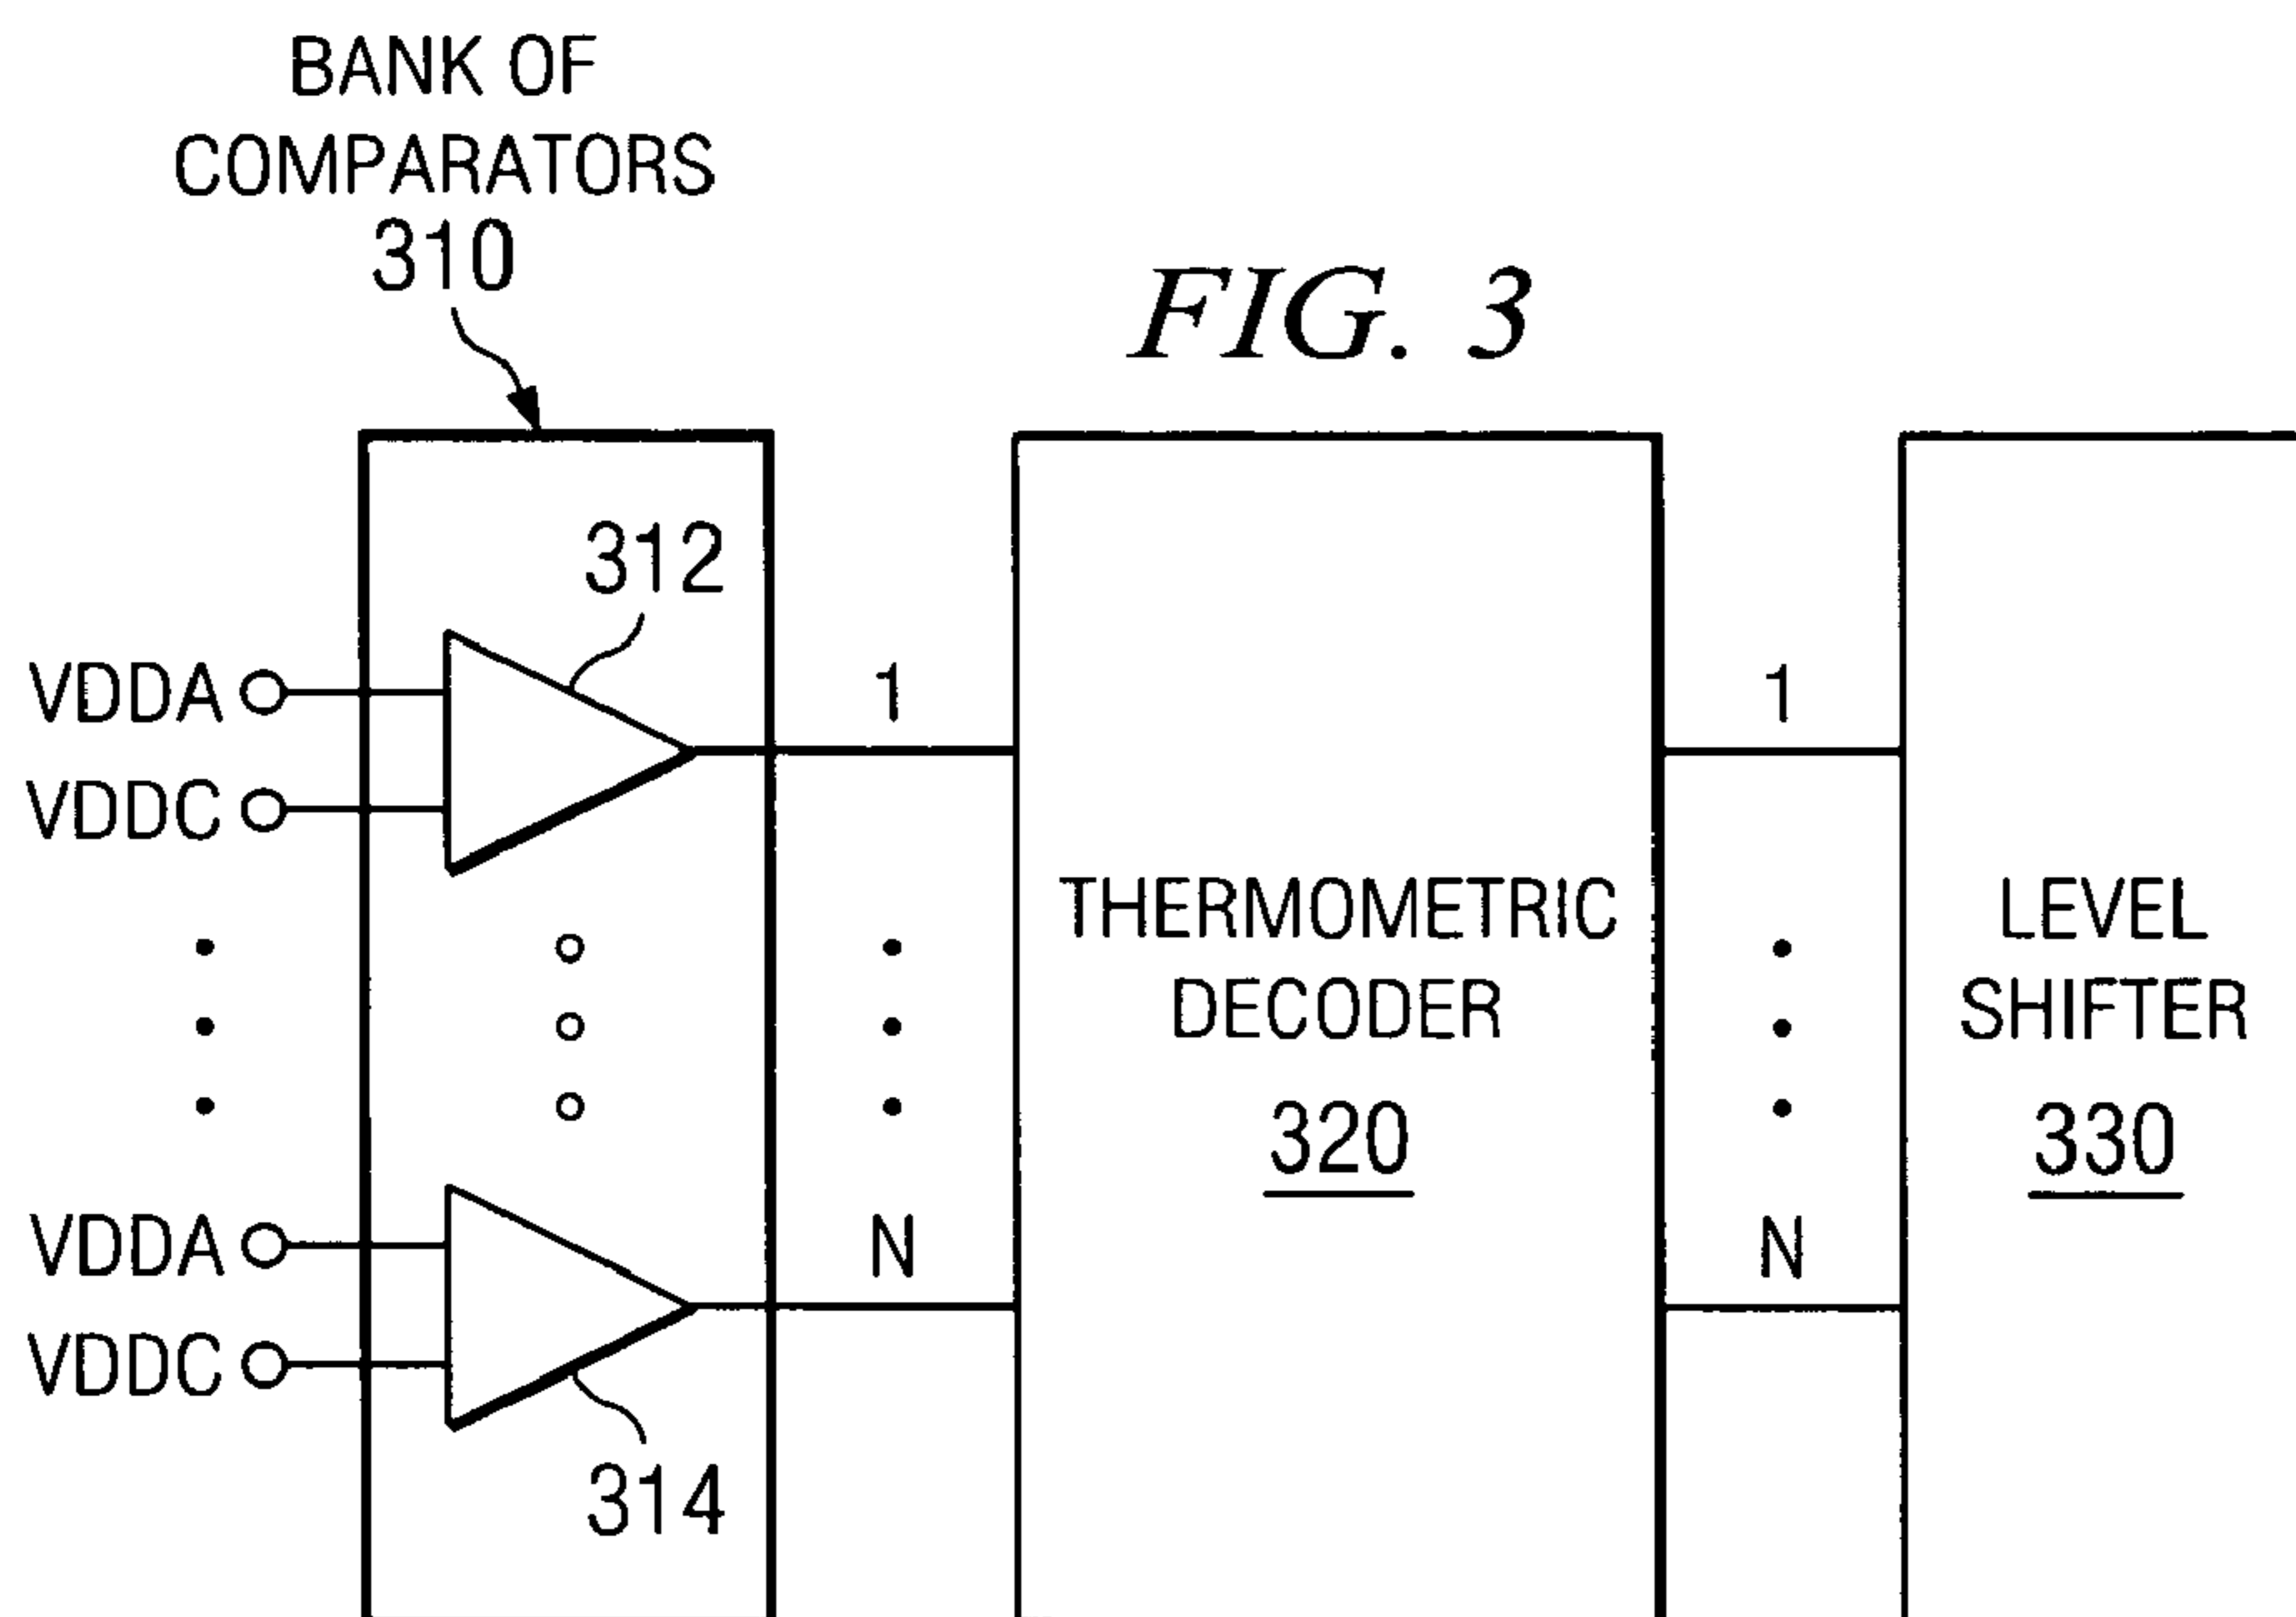 BANK OF
COMPARATORS
310
FIG. 3
312
VDDA
1
1
VDDC
THERMOMETRIC
DECODER
320
LEVEL
SHIFTER
330
VDDA
N
N
VDDC
314